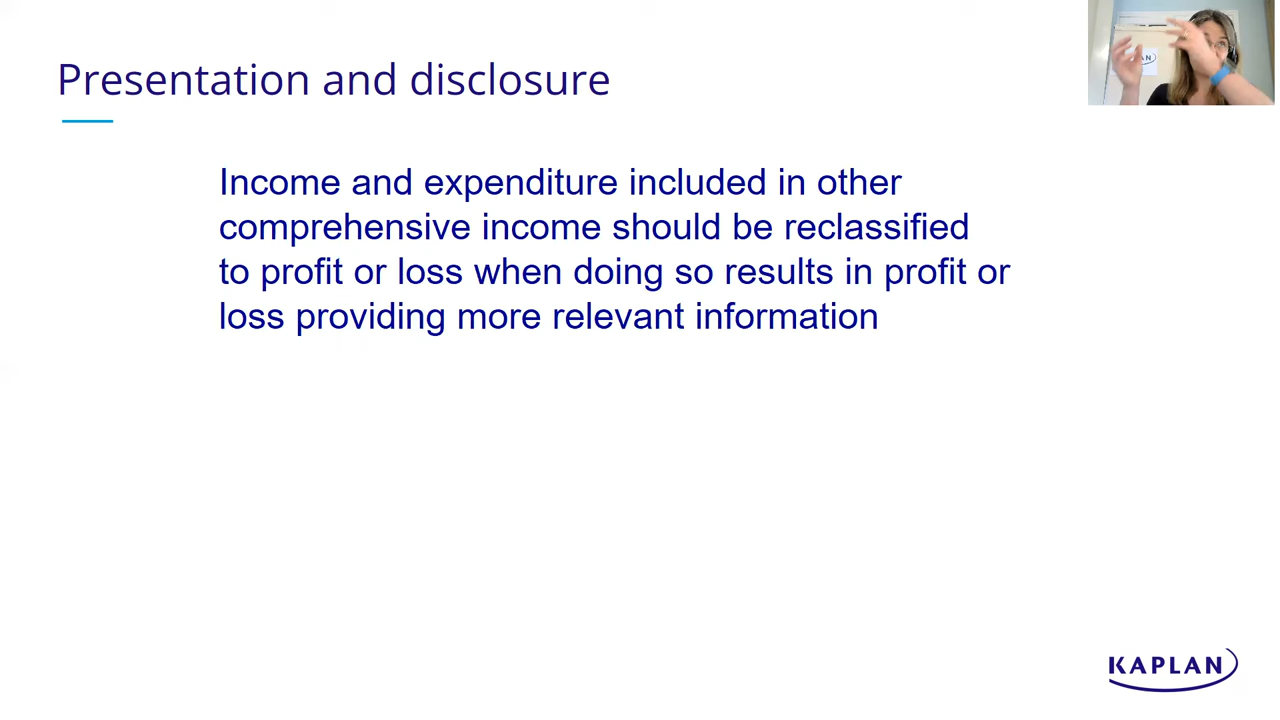 Presentation and disclosure
Income and expenditure included in other
comprehensive income should be reclassified
to profit or loss when doing so results in profit or
loss providing more relevant information
KAPLAN